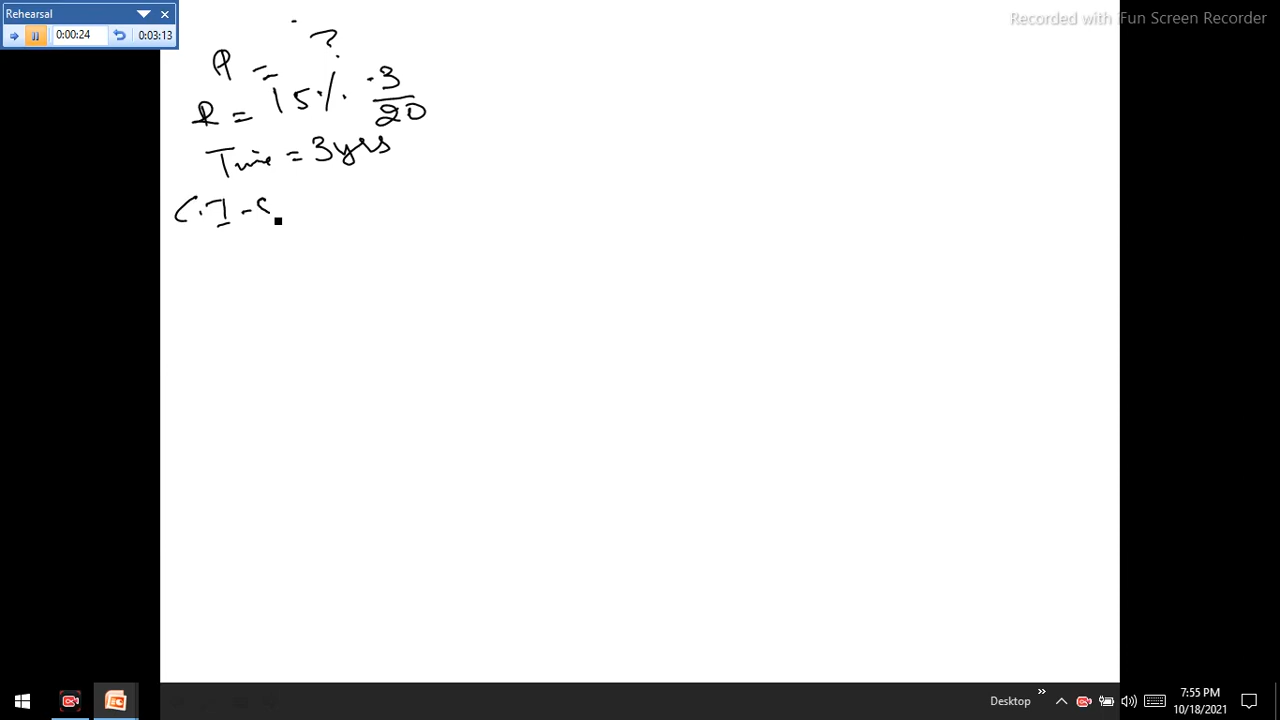 Rehearsal
0:00:24 0:03:13
Recorded with iFun Screen Recorder
P = ?
R = 15% 3/20
Time = 3yrs
C.I - S
Desktop
7:55 PM
10/18/2021